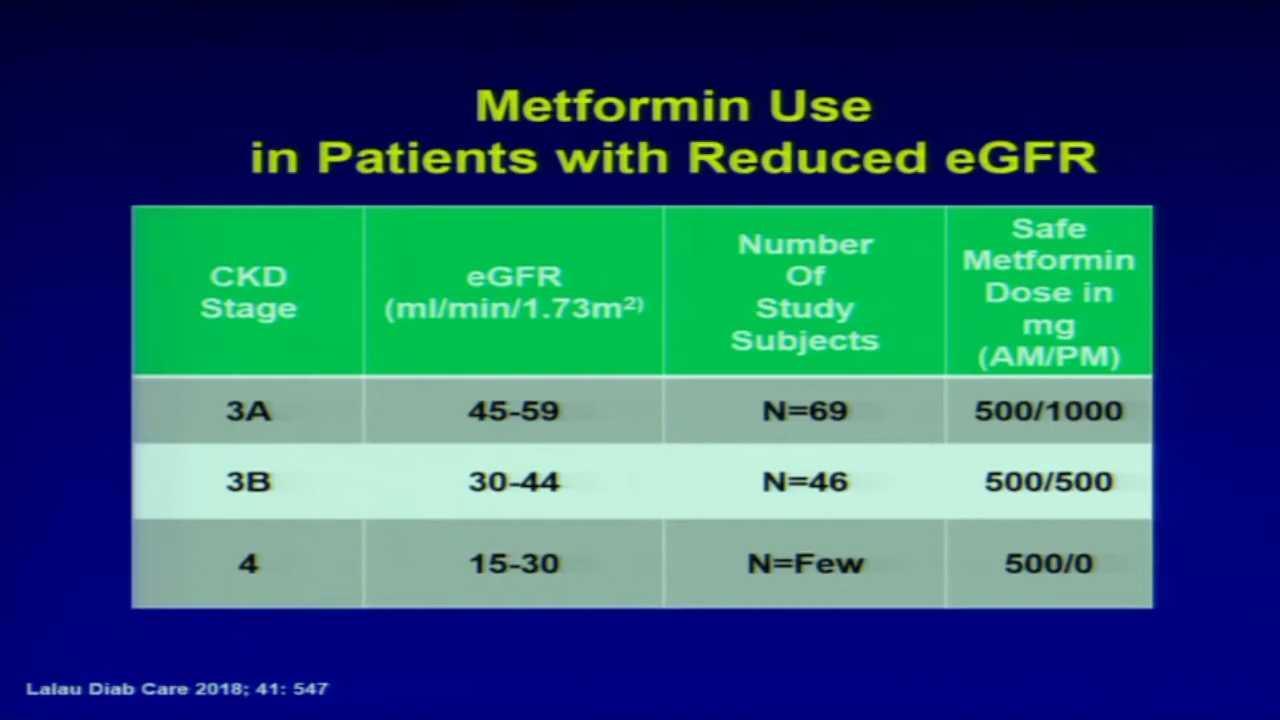 Metformin Use
in Patients with Reduced eGFR
CKD
Stage
eGFR
(ml/min/1.73m²⁾
Number
Of
Study
Subjects
Safe
Metformin
Dose in
mg
(AM/PM)
3A 45-59 N=69 500/1000
3B 30-44 N=46 500/500
4 15-30 N=Few 500/0
Lalau Diab Care 2018; 41: 547